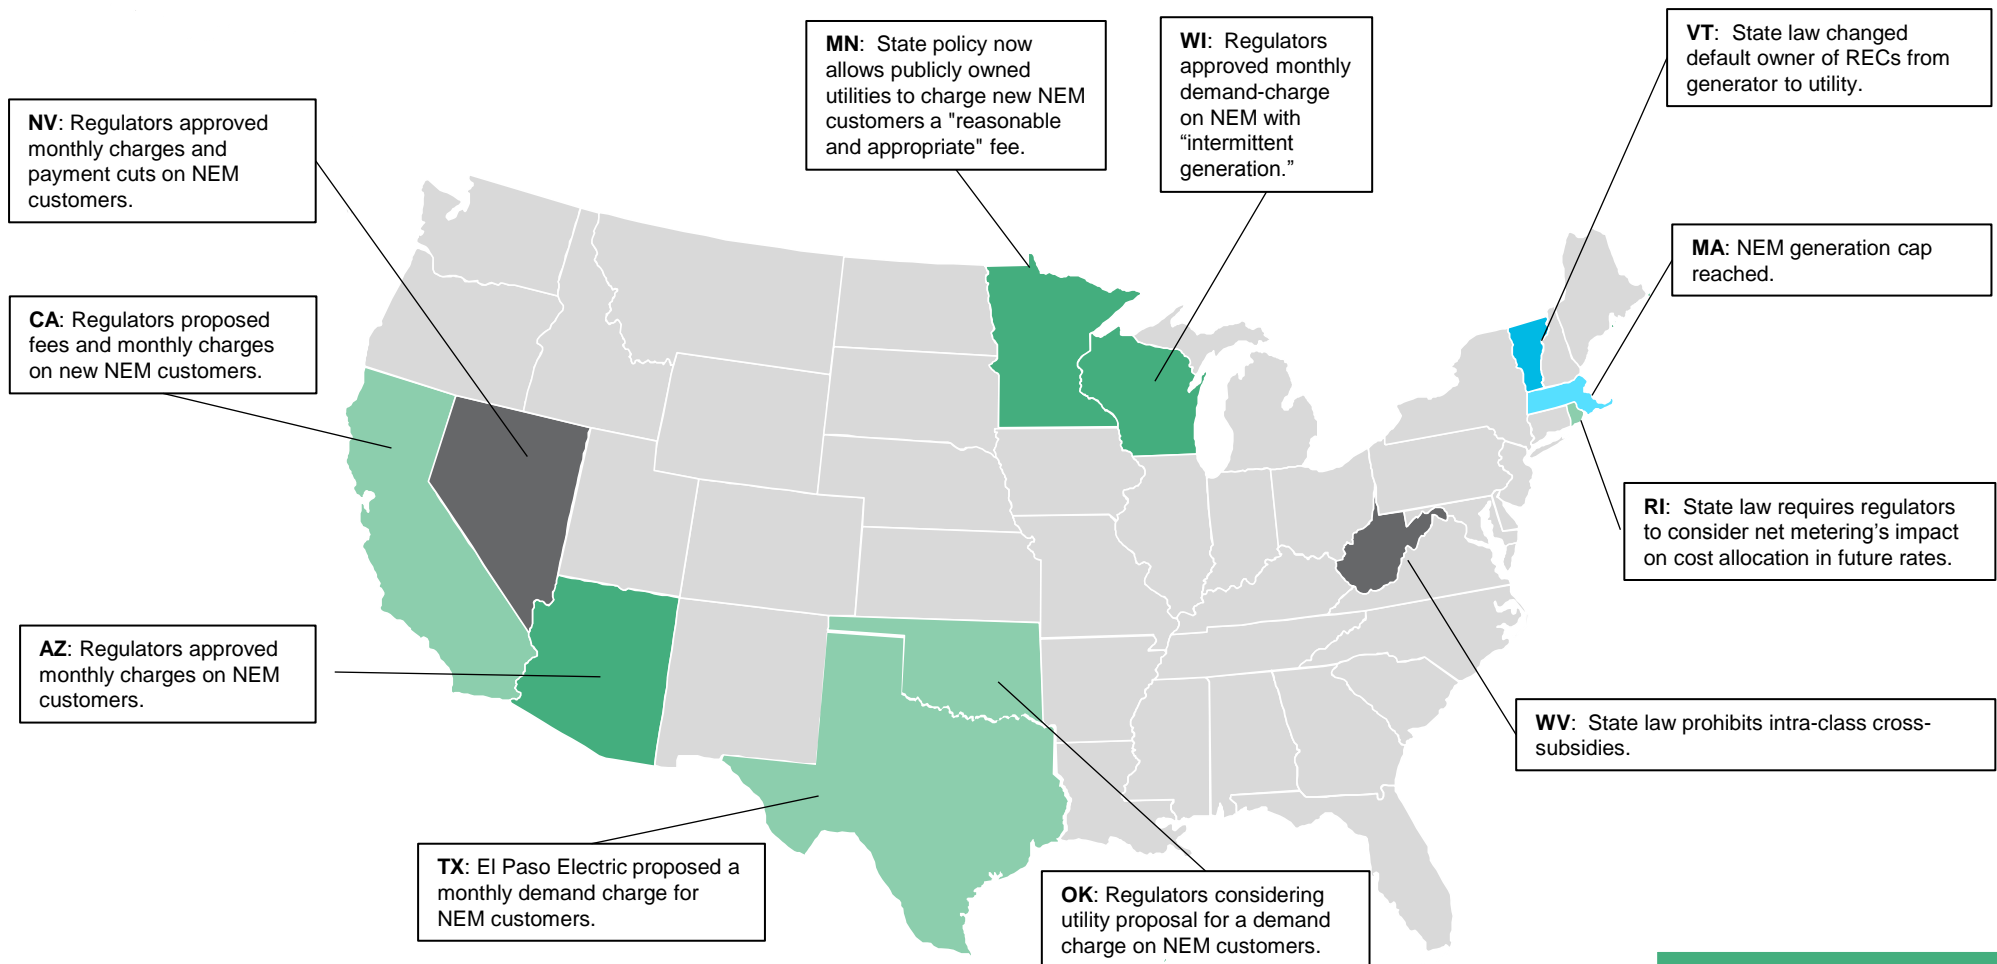 MN:  State policy now
allows publicly owned
utilities to charge new NEM
customers a "reasonable
and appropriate" fee.
WI:  Regulators
approved monthly
demand-charge
on NEM with
“intermittent
generation.”
VT:  State law changed
default owner of RECs from
generator to utility.
NV: Regulators approved
monthly charges and
payment cuts on NEM
customers.
MA: NEM generation cap
reached.
CA: Regulators proposed
fees and monthly charges
on new NEM customers.
RI:  State law requires regulators
to consider net metering’s impact
on cost allocation in future rates.
AZ: Regulators approved
monthly charges on NEM
customers.
WV:  State law prohibits intra-class cross-
subsidies.
TX: El Paso Electric proposed a
monthly demand charge for
NEM customers.
OK: Regulators considering
utility proposal for a demand
charge on NEM customers.